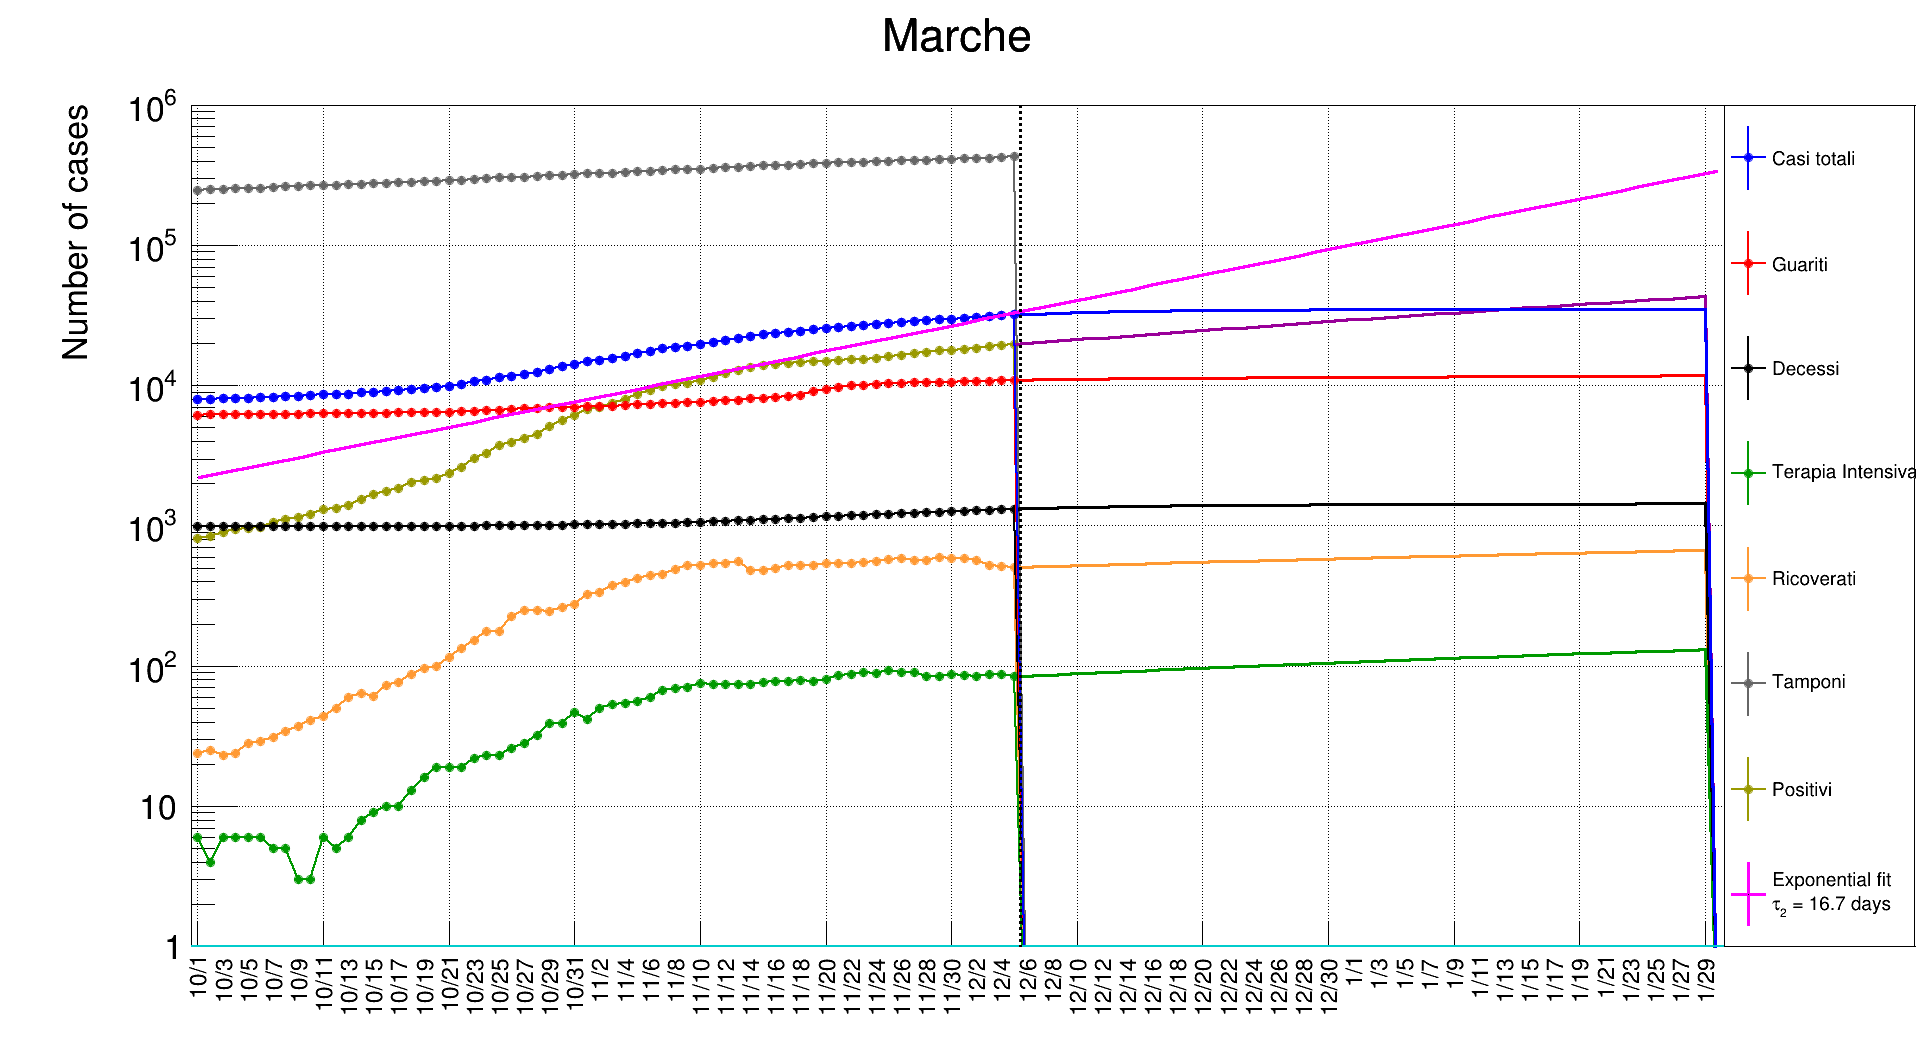 Marche
Number of cases
10^6
10^5
10^4
10^3
10^2
10
1
10/1 10/3 10/5 10/7 10/9 10/11 10/13 10/15 10/17 10/19 10/21 10/23 10/25 10/27 10/29 10/31 11/2 11/4 11/6 11/8 11/10 11/12 11/14 11/16 11/18 11/20 11/22 11/24 11/26 11/28 11/30 12/2 12/4 12/6 12/8 12/10 12/12 12/14 12/16 12/18 12/20 12/22 12/24 12/26 12/28 12/30 1/1 1/3 1/5 1/7 1/9 1/11 1/13 1/15 1/17 1/19 1/21 1/23 1/25 1/27 1/29
Casi totali
Guariti
Decessi
Terapia Intensiva
Ricoverati
Tamponi
Positivi
Exponential fit
τ_2 = 16.7 days